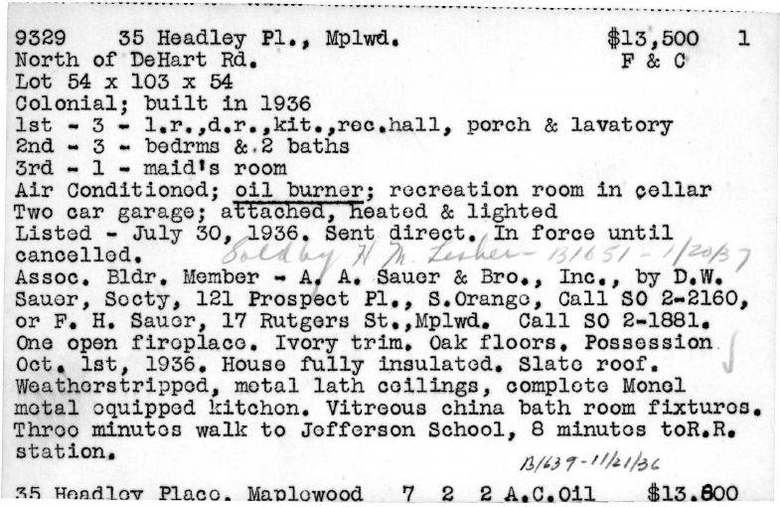 9329 35 Headley Pl., Mplwd. $13,500 1
North of DeHart Rd. F & C
Lot 54 x 103 x 54
Colonial; built in 1936
1st - 3 - l.r.,d.r.,kit.,rec.hall, porch & lavatory
2nd - 3 - bedrms & 2 baths
3rd - 1 - maid's room
Air Conditioned; oil burner; recreation room in cellar
Two car garage; attached, heated & lighted
Listed - July 30, 1936. Sent direct. In force until
cancelled. Sold by H M. Lesher - B1651 - 1/20/37
Assoc. Bldr. Member - A. A. Sauer & Bro., Inc., by D.W.
Sauer, Secty, 121 Prospect Pl., S.Orange, Call SO 2-2160,
or F. H. Sauer, 17 Rutgers St.,Mplwd. Call SO 2-1881.
One open fireplace. Ivory trim. Oak floors. Possession
Oct. 1st, 1936. House fully insulated. Slate roof.
Weatherstripped, metal lath ceilings, complete Monel
metal equipped kitchen. Vitreous china bath room fixtures.
Three minutes walk to Jefferson School, 8 minutes toR.R.
station. B1639-11/21/36
35 Headley Place, Maplewood 7 2 2 A.C.Oil $13.800